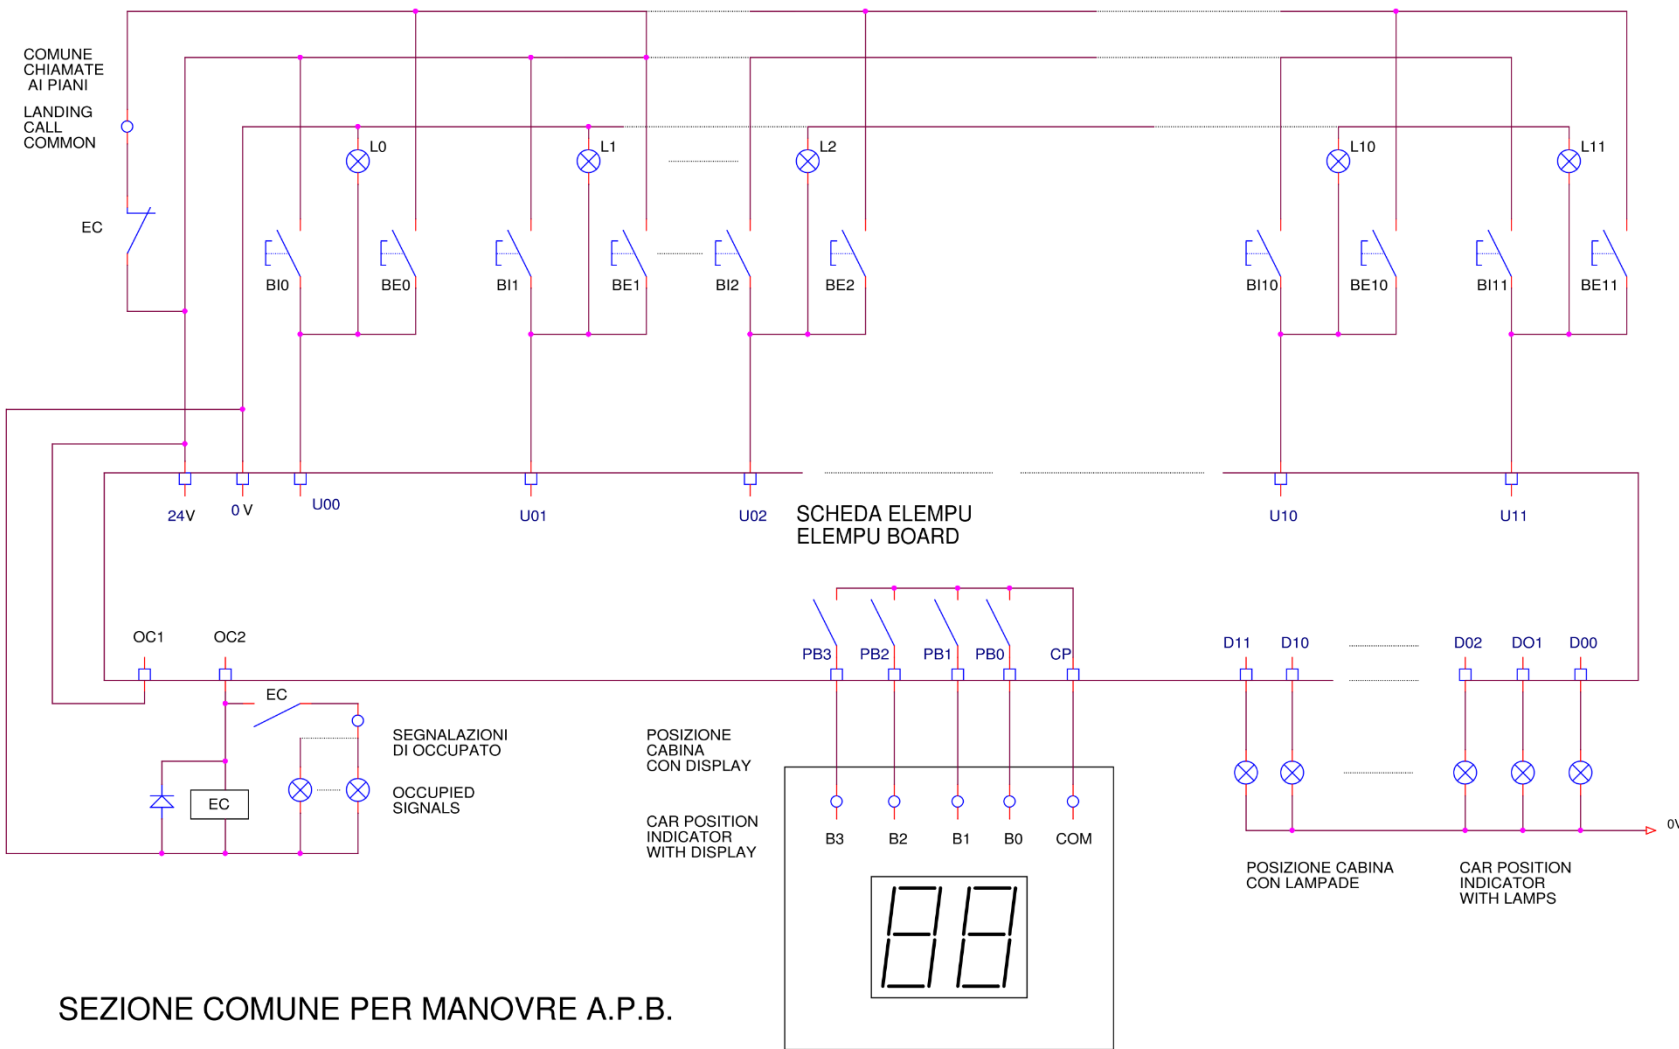 COMUNE
CHIAMATE
AI PIANI
LANDING
CALL
COMMON
EC
L0
L1
L2
L10
L11
BI0
BE0
BI1
BE1
BI2
BE2
BI10
BE10
BI11
BE11
24V
0 V
U00
U01
U02
U10
U11
SCHEDA ELEMPU
ELEMPU BOARD
OC1
OC2
PB3
PB2
PB1
PB0
CP
D11
D10
D02
DO1
D00
EC
EC
SEGNALAZIONI
DI OCCUPATO
OCCUPIED
SIGNALS
POSIZIONE
CABINA
CON DISPLAY
CAR POSITION
INDICATOR
WITH DISPLAY
B3
B2
B1
B0
COM
88
0V
POSIZIONE CABINA
CON LAMPADE
CAR POSITION
INDICATOR
WITH LAMPS
SEZIONE COMUNE PER MANOVRE A.P.B.